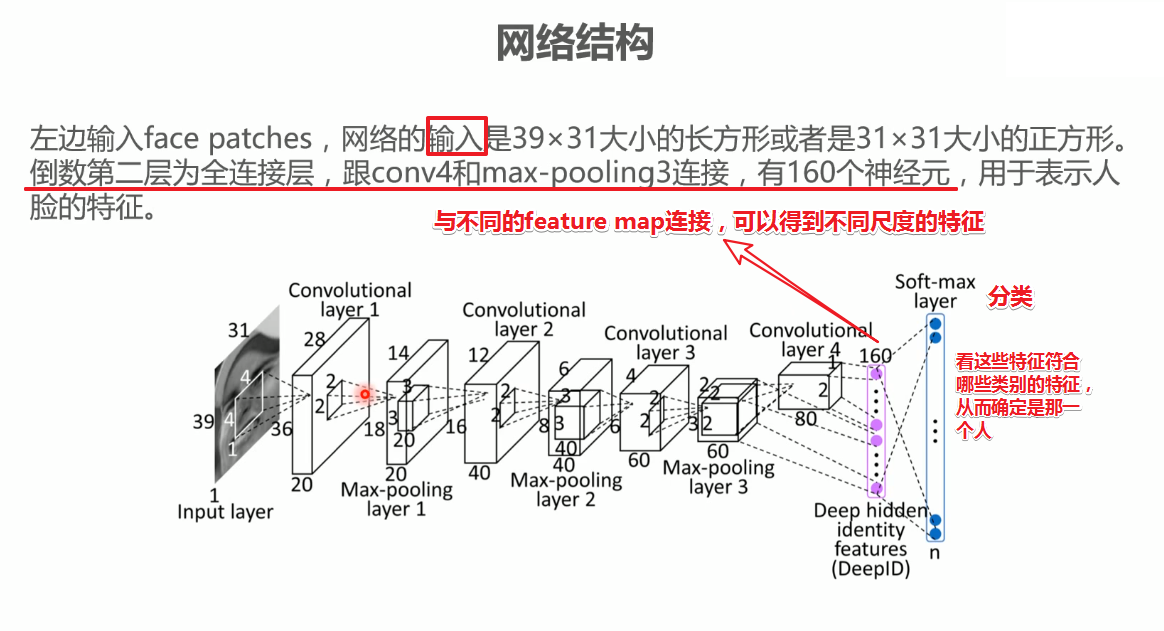 网络结构
左边输入face patches，网络的输入是39×31大小的长方形或者是31×31大小的正方形。
倒数第二层为全连接层，跟conv4和max-pooling3连接，有160个神经元，用于表示人
脸的特征。
与不同的feature map连接，可以得到不同尺度的特征
Convolutional
layer 1
Convolutional
layer 2
Convolutional
layer 3
Convolutional
layer 4
Soft-max
layer
分类
看这些特征符合
哪些类别的特征，
从而确定是那一
个人
31
4
4
1
39
1
28
2
2
36
20
14
3
3
20
18
20
12
2
2
16
40
6
3
3
40
8
40
4
2
2
6
60
2
2
2
3
60
1
2
80
160
n
Input layer
Max-pooling
layer 1
Max-pooling
layer 2
Max-pooling
layer 3
Deep hidden
identity
features
(DeepID)